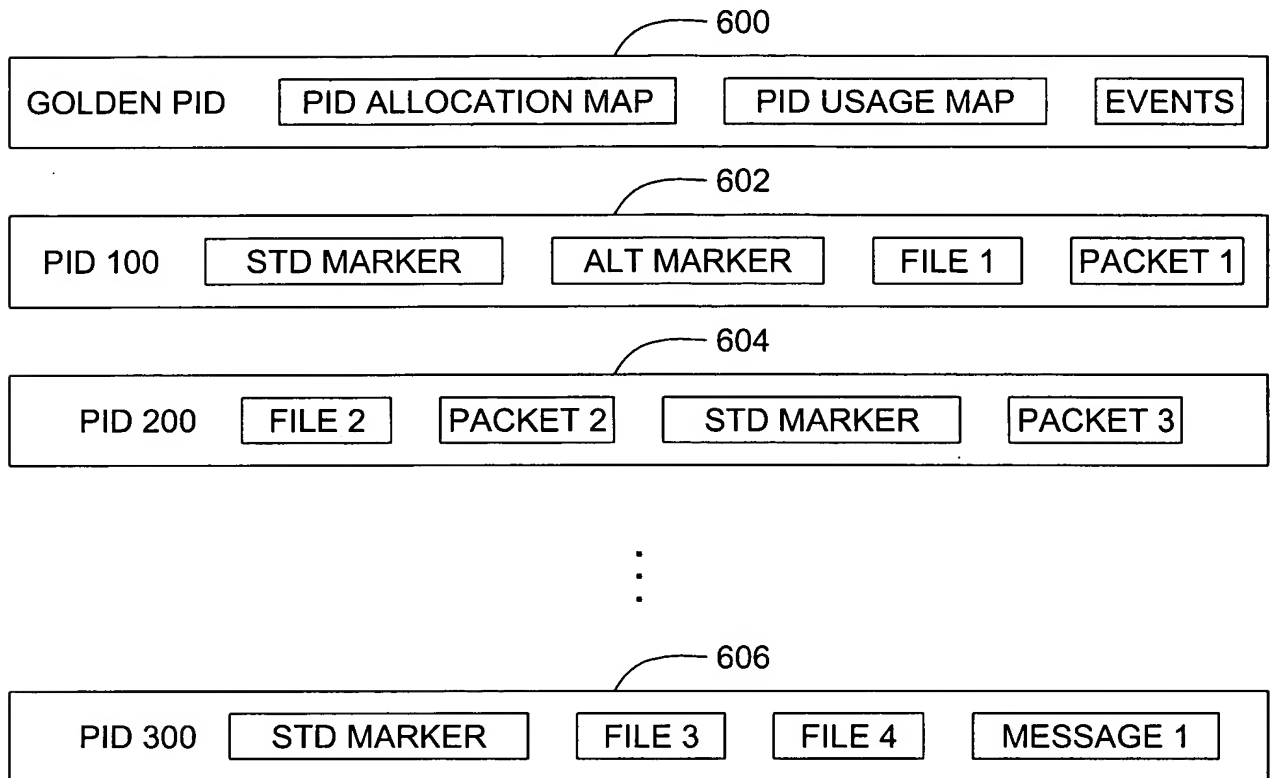 600
GOLDEN PID PID ALLOCATION MAP PID USAGE MAP EVENTS
602
PID 100 STD MARKER ALT MARKER FILE 1 PACKET 1
604
PID 200 FILE 2 PACKET 2 STD MARKER PACKET 3
606
PID 300 STD MARKER FILE 3 FILE 4 MESSAGE 1